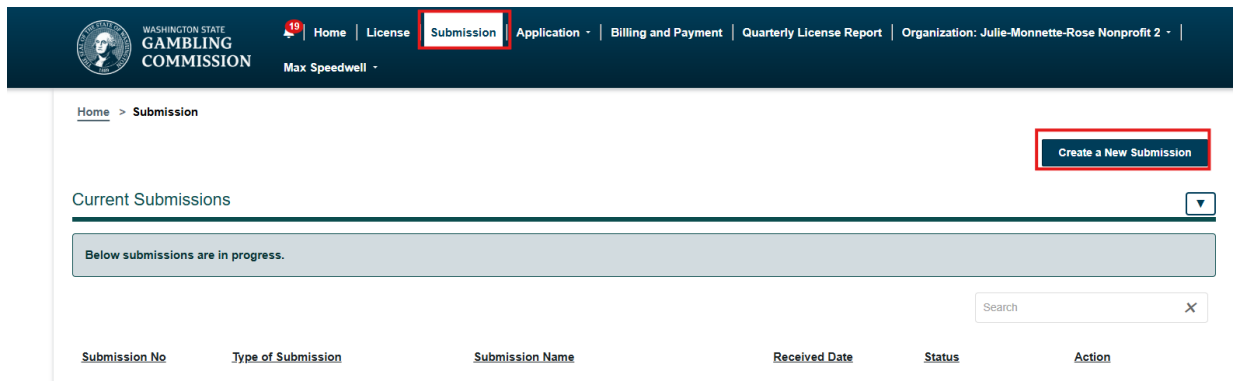 WASHINGTON STATE
GAMBLING
COMMISSION
19 Home | License | Submission | Application - | Billing and Payment | Quarterly License Report | Organization: Julie-Monnette-Rose Nonprofit 2 - |
Max Speedwell -
Home > Submission
Create a New Submission
Current Submissions
Below submissions are in progress.
Search
Submission No Type of Submission Submission Name Received Date Status Action